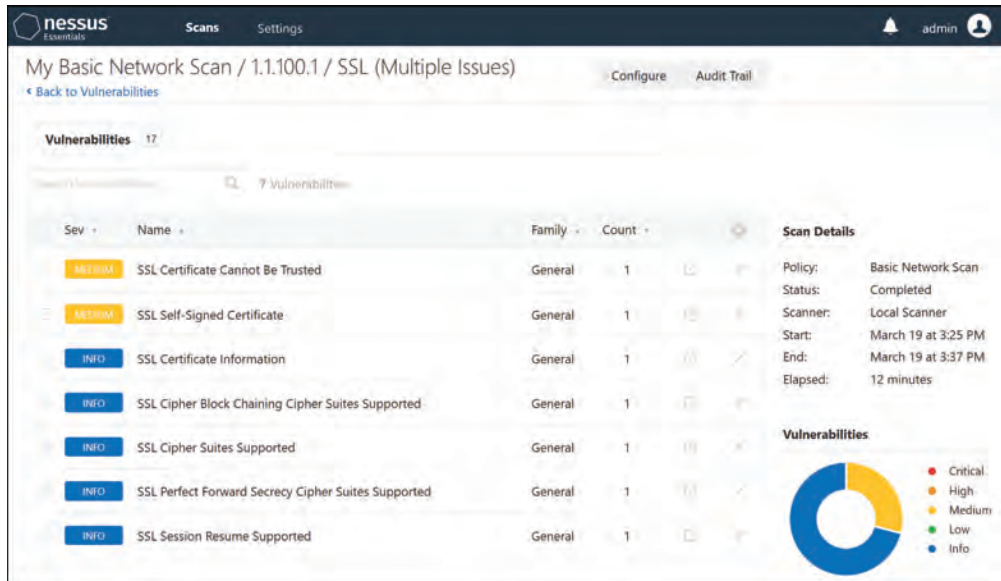 nessus
Essentials
Scans
Settings
admin
My Basic Network Scan / 1.1.100.1 / SSL (Multiple Issues)
Configure
Audit Trail
Back to Vulnerabilities
Vulnerabilities 17
7 Vulnerabilities
Sev Name Family Count
MEDIUM SSL Certificate Cannot Be Trusted General 1
MEDIUM SSL Self-Signed Certificate General 1
INFO SSL Certificate Information General 1
INFO SSL Cipher Block Chaining Cipher Suites Supported General 1
INFO SSL Cipher Suites Supported General 1
INFO SSL Perfect Forward Secrecy Cipher Suites Supported General 1
INFO SSL Session Resume Supported General 1
Scan Details
Policy: Basic Network Scan
Status: Completed
Scanner: Local Scanner
Start: March 19 at 3:25 PM
End: March 19 at 3:37 PM
Elapsed: 12 minutes
Vulnerabilities
Critical
High
Medium
Low
Info